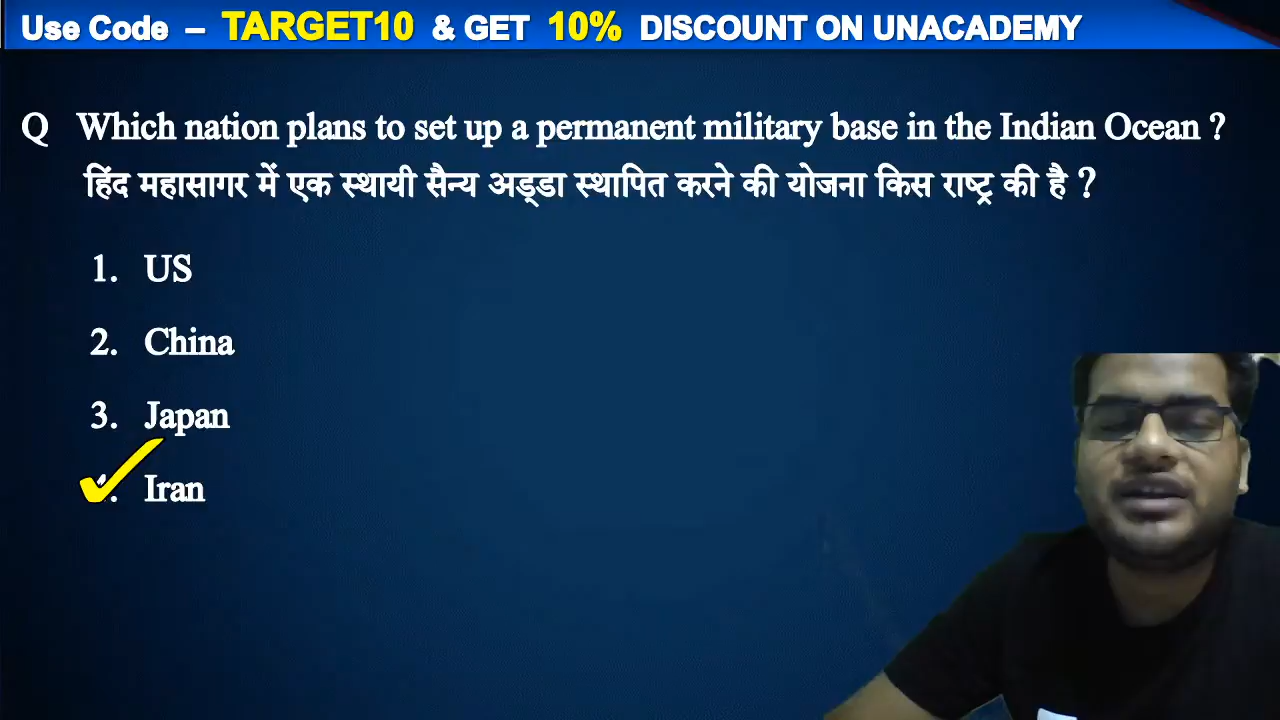 Use Code – TARGET10 & GET 10% DISCOUNT ON UNACADEMY
Q Which nation plans to set up a permanent military base in the Indian Ocean ?
हिंद महासागर में एक स्थायी सैन्य अड्डा स्थापित करने की योजना किस राष्ट्र की है ?
1. US
2. China
3. Japan
Iran